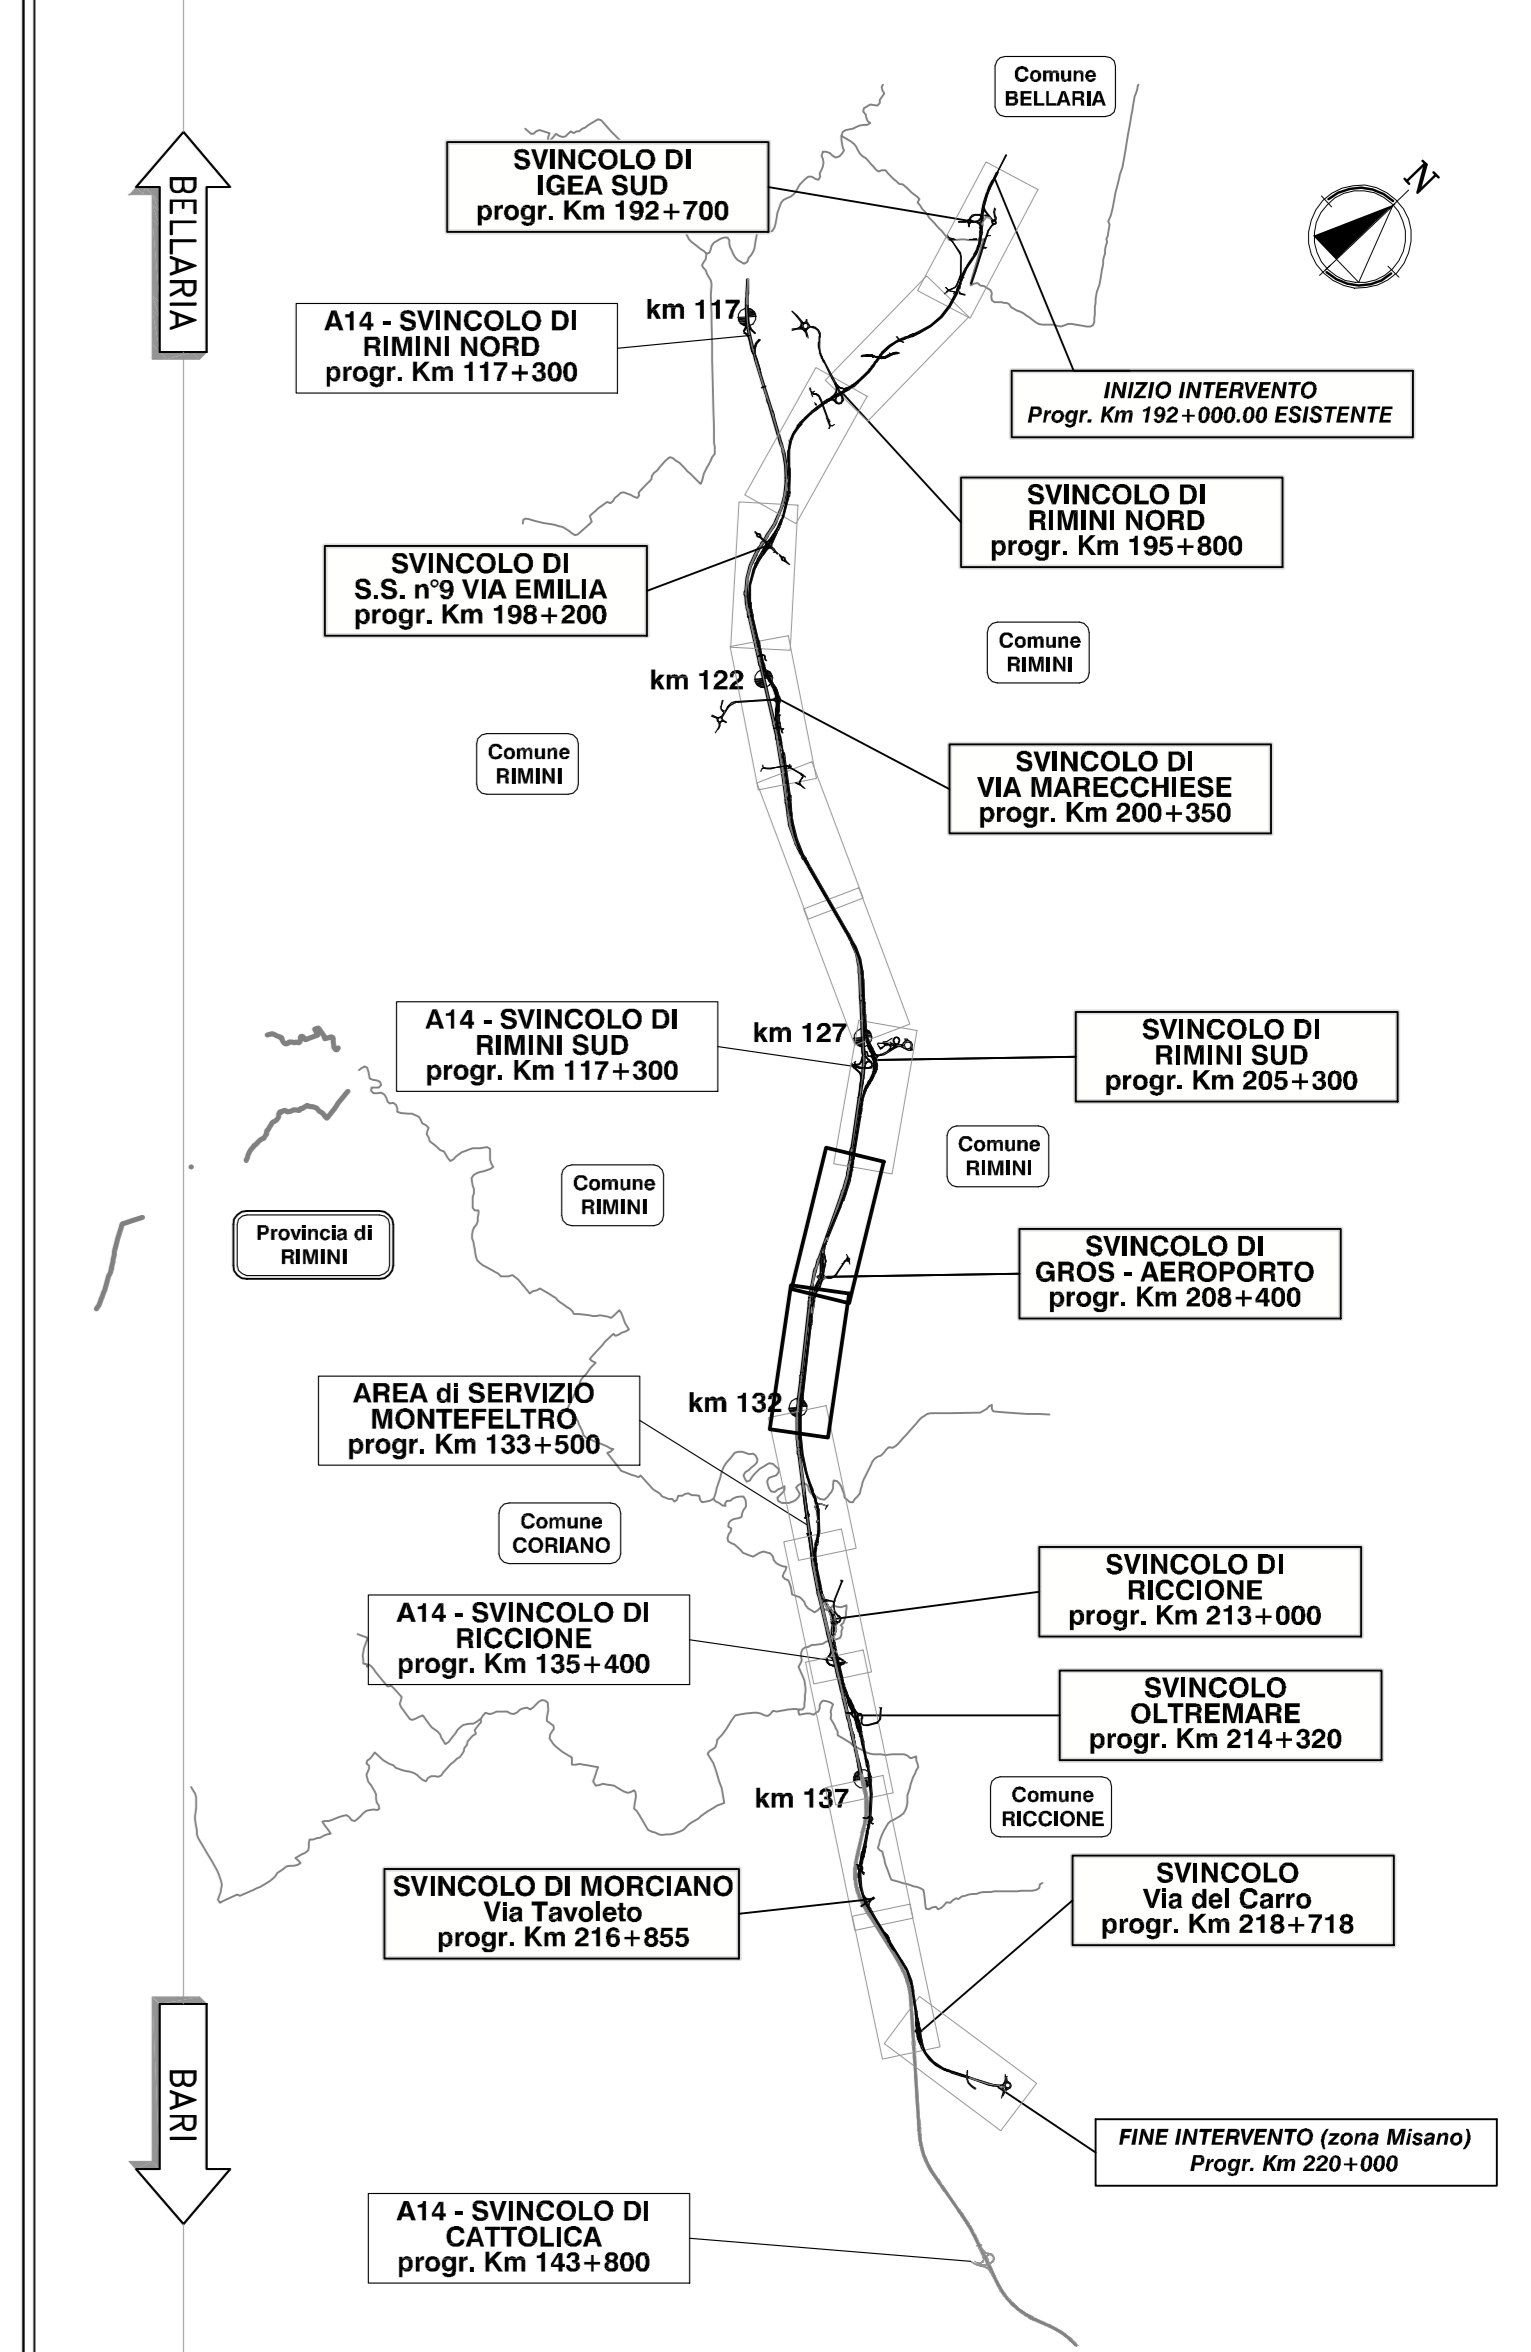 Comune
BELLARIA
SVINCOLO DI
IGEA SUD
progr. Km 192+700
N
BELLARIA
A14 - SVINCOLO DI
RIMINI NORD
progr. Km 117+300
km 117
INIZIO INTERVENTO
Progr. Km 192+000.00 ESISTENTE
SVINCOLO DI
RIMINI NORD
progr. Km 195+800
SVINCOLO DI
S.S. n°9 VIA EMILIA
progr. Km 198+200
Comune
RIMINI
km 122
Comune
RIMINI
SVINCOLO DI
VIA MARECCHIESE
progr. Km 200+350
A14 - SVINCOLO DI
RIMINI SUD
progr. Km 117+300
km 127
SVINCOLO DI
RIMINI SUD
progr. Km 205+300
Comune
RIMINI
Comune
RIMINI
Provincia di
RIMINI
SVINCOLO DI
GROS - AEROPORTO
progr. Km 208+400
AREA di SERVIZIO
MONTEFELTRO
progr. Km 133+500
km 132
Comune
CORIANO
SVINCOLO DI
RICCIONE
progr. Km 213+000
A14 - SVINCOLO DI
RICCIONE
progr. Km 135+400
SVINCOLO
OLTREMARE
progr. Km 214+320
km 137
Comune
RICCIONE
SVINCOLO DI MORCIANO
Via Tavoleto
progr. Km 216+855
SVINCOLO
Via del Carro
progr. Km 218+718
BARI
FINE INTERVENTO (zona Misano)
Progr. Km 220+000
A14 - SVINCOLO DI
CATTOLICA
progr. Km 143+800